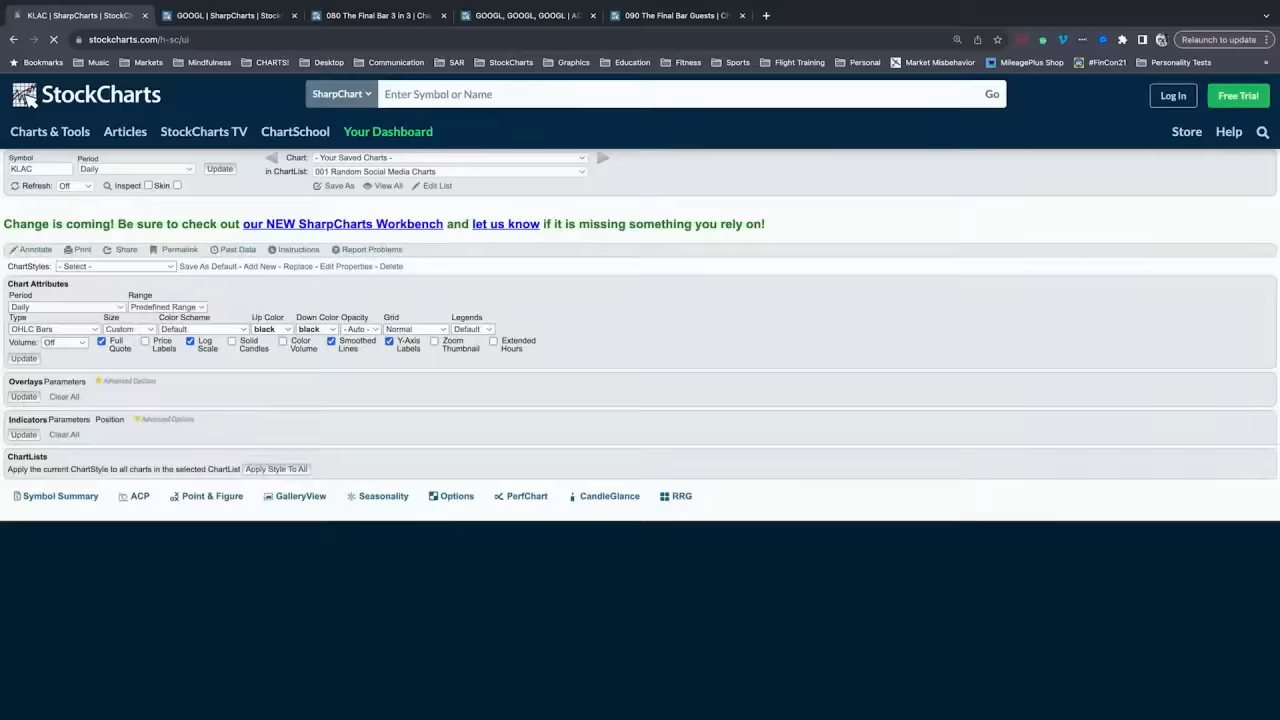 KLAC | SharpCharts | StockC
GOOGL | SharpCharts | Stock
080 The Final Bar 3 in 3 | Cha
GOOGL, GOOGL, GOOGL | AC
090 The Final Bar Guests | Ch
stockcharts.com/h-sc/ui
Relaunch to update
Bookmarks Music Markets Mindfulness CHARTS! Desktop Communication SAR StockCharts Graphics Education Fitness Sports Flight Training Personal Market Misbehavior MileagePlus Shop #FinCon21 Personality Tests »
StockCharts
SharpChart Enter Symbol or Name Go
Log In Free Trial
Charts & Tools Articles StockCharts TV ChartSchool Your Dashboard Store Help
Symbol Period Chart: - Your Saved Charts -
KLAC Daily Update
in ChartList: 001 Random Social Media Charts
Refresh: Off Inspect Skin Save As View All Edit List
Change is coming! Be sure to check out our NEW SharpCharts Workbench and let us know if it is missing something you rely on!
Annotate Print Share Permalink Past Data Instructions Report Problems
ChartStyles: - Select - Save As Default - Add New - Replace - Edit Properties - Delete
Chart Attributes
Period Range
Daily Predefined Range
Type Size Color Scheme Up Color Down Color Opacity Grid Legends
OHLC Bars Custom Default black black - Auto - Normal Default
Volume: Off Full Quote Price Labels Log Scale Solid Candles Color Volume Smoothed Lines Y-Axis Labels Zoom Thumbnail Extended Hours
Update
Overlays Parameters Advanced Options
Update Clear All
Indicators Parameters Position Advanced Options
Update Clear All
ChartLists
Apply the current ChartStyle to all charts in the selected ChartList Apply Style To All
Symbol Summary ACP Point & Figure GalleryView Seasonality Options PerfChart CandleGlance RRG